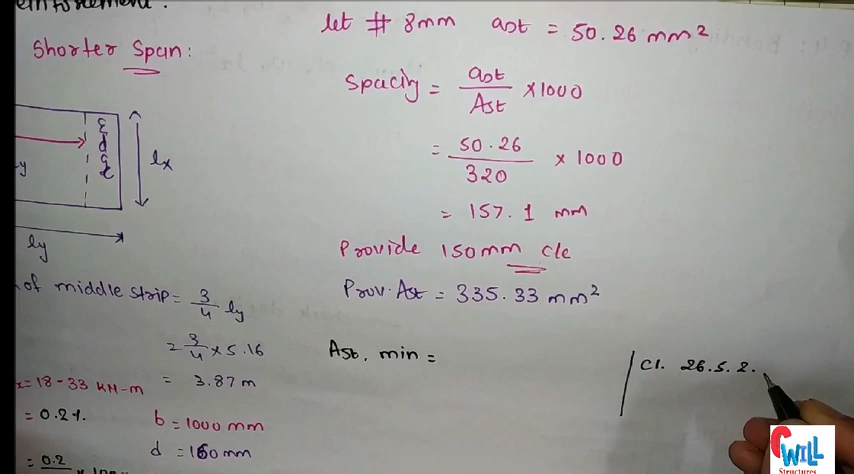 let # 8mm ast = 50.26 mm²
Shorter Span:
Spacing = ast / Ast × 1000
= 50.26 / 320 × 1000
= 157.1 mm
Provide 150mm c/c
Prov. Ast = 335.33 mm²
Edge
lx
ly
of middle strip = 3/4 ly
= 3/4 × 5.16
= 3.87 m
Ast, min =
Cl. 26.5.2.
= 18-33 KN-m
= 0.2%
b = 1000 mm
d = 160 mm
= 0.2
CWILL
Structures